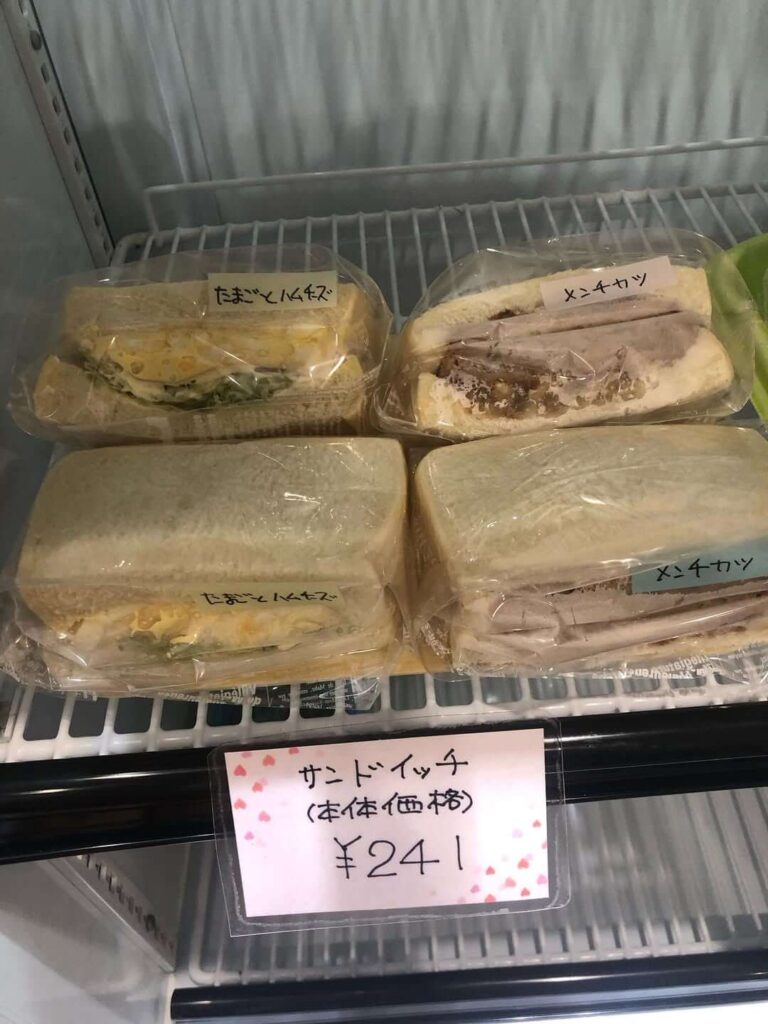 たまごとハムチーズ
メンチカツ
たまごとハムチーズ
メンチカツ
サンドイッチ
(本体価格)
¥241